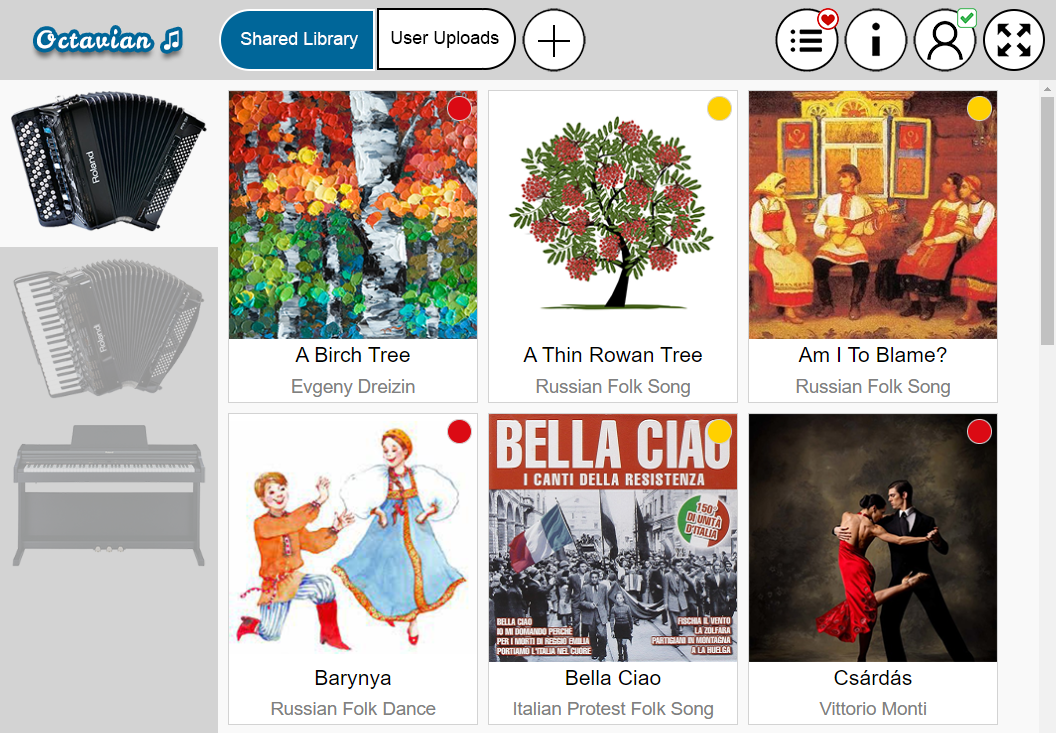 Octavian
Shared Library
User Uploads
Roland
Roland
A Birch Tree
Evgeny Dreizin
A Thin Rowan Tree
Russian Folk Song
Am I To Blame?
Russian Folk Song
BELLA CIAO
I CANTI DELLA RESISTENZA
150°
DI UNITÀ
D'ITALIA
BELLA CIAO
IO MI DOMANDO PERCHE
PER I MORTI DI REGGIO EMILIA
PORTIAMO L'ITALIA NEL CUORE
FISCHIA IL VENTO
LA ZOLFARA
PARTIGIANI IN MONTAGNA
A LA HUELGA
Barynya
Russian Folk Dance
Bella Ciao
Italian Protest Folk Song
Csárdás
Vittorio Monti